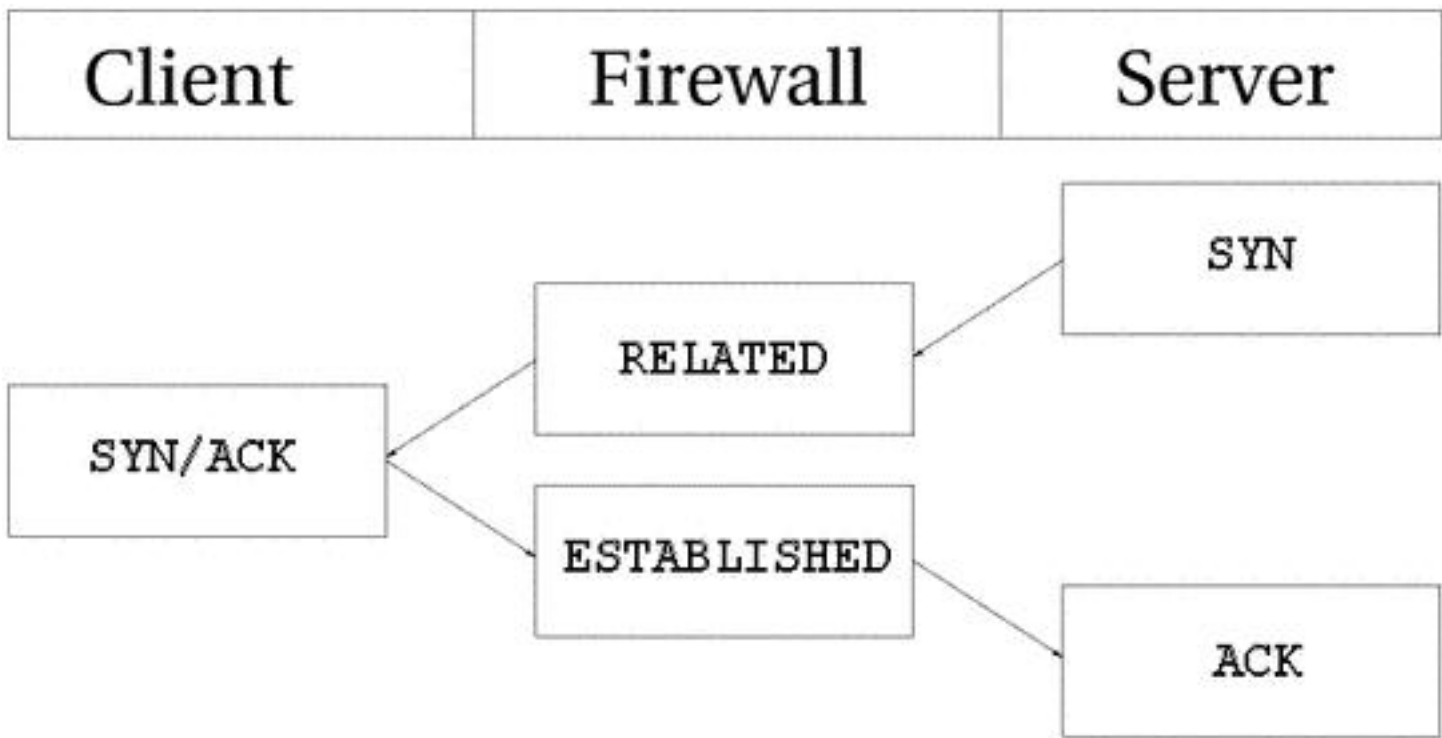 Client Firewall Server
SYN
RELATED
SYN/ACK
ESTABLISHED
ACK